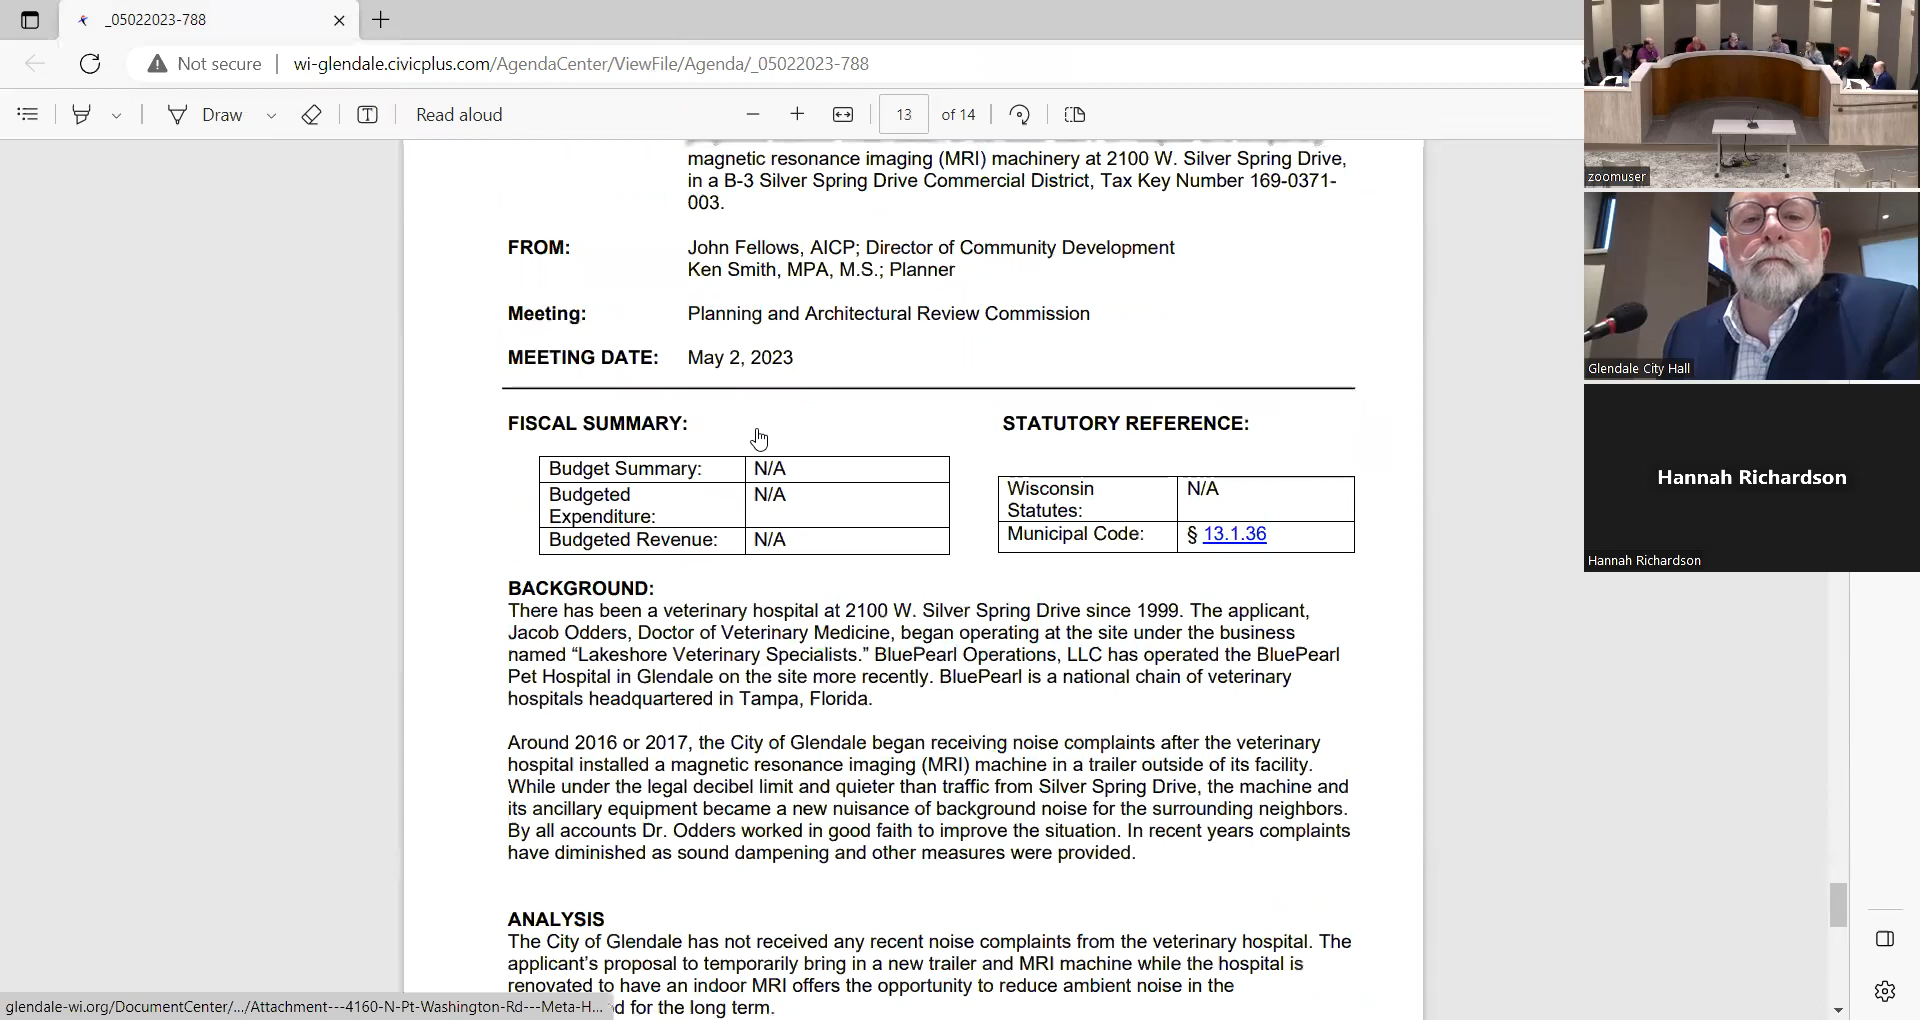 _05022023-788
Not secure
wi-glendale.civicplus.com/AgendaCenter/ViewFile/Agenda/_05022023-788
Draw
Read aloud
13
of 14
magnetic resonance imaging (MRI) machinery at 2100 W. Silver Spring Drive,
in a B-3 Silver Spring Drive Commercial District, Tax Key Number 169-0371-
003.
FROM: John Fellows, AICP; Director of Community Development
Ken Smith, MPA, M.S.; Planner
Meeting: Planning and Architectural Review Commission
MEETING DATE: May 2, 2023
FISCAL SUMMARY:
Budget Summary: N/A
Budgeted Expenditure: N/A
Budgeted Revenue: N/A
STATUTORY REFERENCE:
Wisconsin Statutes: N/A
Municipal Code: § 13.1.36
BACKGROUND:
There has been a veterinary hospital at 2100 W. Silver Spring Drive since 1999. The applicant,
Jacob Odders, Doctor of Veterinary Medicine, began operating at the site under the business
named “Lakeshore Veterinary Specialists.” BluePearl Operations, LLC has operated the BluePearl
Pet Hospital in Glendale on the site more recently. BluePearl is a national chain of veterinary
hospitals headquartered in Tampa, Florida.
Around 2016 or 2017, the City of Glendale began receiving noise complaints after the veterinary
hospital installed a magnetic resonance imaging (MRI) machine in a trailer outside of its facility.
While under the legal decibel limit and quieter than traffic from Silver Spring Drive, the machine and
its ancillary equipment became a new nuisance of background noise for the surrounding neighbors.
By all accounts Dr. Odders worked in good faith to improve the situation. In recent years complaints
have diminished as sound dampening and other measures were provided.
ANALYSIS
The City of Glendale has not received any recent noise complaints from the veterinary hospital. The
applicant’s proposal to temporarily bring in a new trailer and MRI machine while the hospital is
renovated to have an indoor MRI offers the opportunity to reduce ambient noise in the
d for the long term.
glendale-wi.org/DocumentCenter/.../Attachment---4160-N-Pt-Washington-Rd---Meta-H...
zoomuser
Glendale City Hall
Hannah Richardson
Hannah Richardson